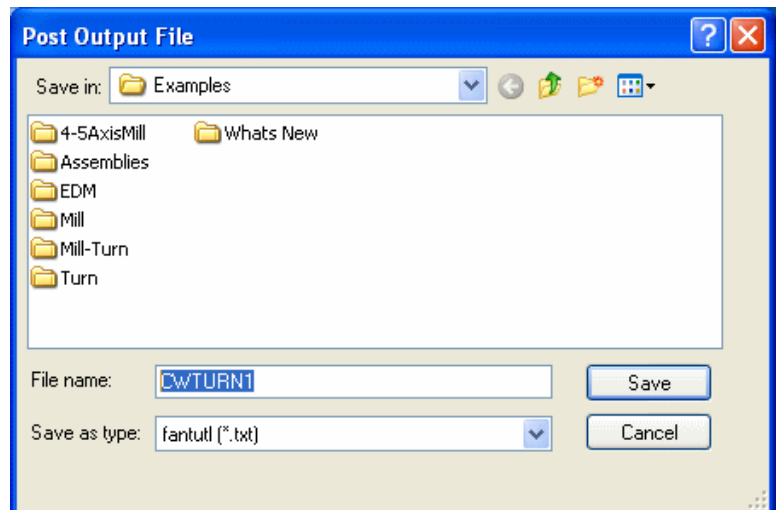 Post Output File
Save in: Examples
4-5AxisMill Whats New
Assemblies
EDM
Mill
Mill-Turn
Turn
File name: CWTURN1 Save
Save as type: fantutl (*.txt) Cancel